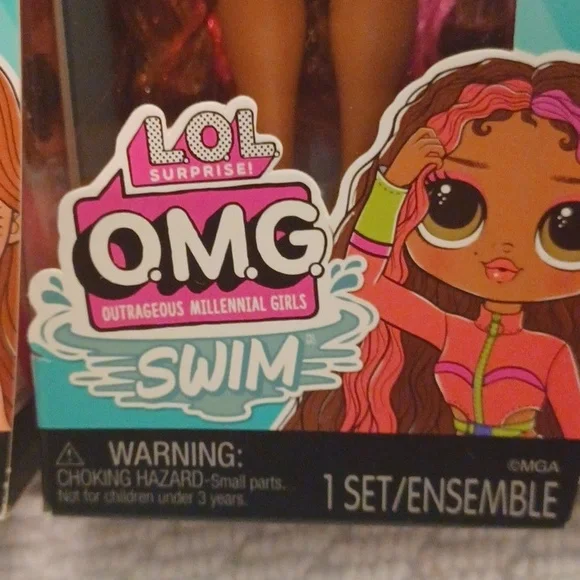 L.O.L.
SURPRISE!
O.M.G.
OUTRAGEOUS MILLENNIAL GIRLS
SWIM
WARNING:
CHOKING HAZARD-Small parts.
Not for children under 3 years.
©MGA
1 SET/ENSEMBLE